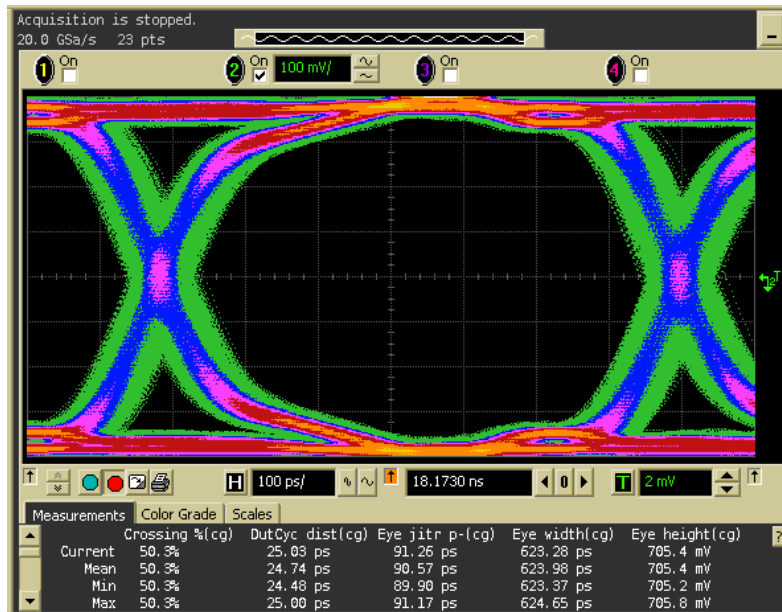 Acquisition is stopped.
20.0 GSa/s 23 pts
1 On 2 On 100 mV/ 3 On 4 On
T
2
H 100 ps/ 18.1730 ns 0 T 2 mV
Measurements Color Grade Scales
Crossing %(cg) DutCyc dist(cg) Eye jitr p-(cg) Eye width(cg) Eye height(cg) ?
Current 50.3% 25.03 ps 91.26 ps 623.28 ps 705.4 mV
Mean 50.3% 24.74 ps 90.57 ps 623.98 ps 705.4 mV
Min 50.3% 24.48 ps 89.90 ps 623.37 ps 705.2 mV
Max 50.3% 25.00 ps 91.17 ps 624.65 ps 705.8 mV